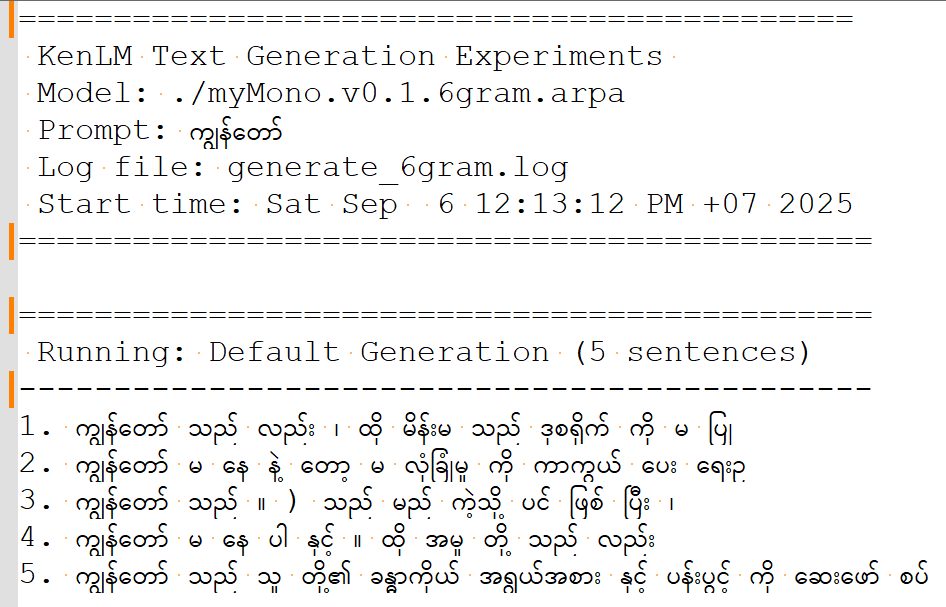 =============================================
KenLM Text Generation Experiments
Model: ./myMono.v0.1.6gram.arpa
Prompt: ကျွန်တော်
Log file: generate_6gram.log
Start time: Sat Sep  6 12:13:12 PM +07 2025
==============================================
==============================================
Running: Default Generation (5 sentences)
----------------------------------------------
1. ကျွန်တော် သည် လည်း ၊ ထို မိန်းမ သည် ဒုစရိုက် ကို မ ပြု
2. ကျွန်တော် မ နေ နဲ့ တော့ မ လုံခြုံမှု ကို ကာကွယ် ပေး ရေးဥ
3. ကျွန်တော် သည် ။ ) သည် မည် ကဲ့သို့ ပင် ဖြစ် ပြီး ၊
4. ကျွန်တော် မ နေ ပါ နှင့် ။ ထို အမှု တို့ သည် လည်း
5. ကျွန်တော် သည် သူ တို့၏ ခန္ဓာကိုယ် အရွယ်အစား နှင့် ပန်းပွင့် ကို ဆေးဖော် စပ်